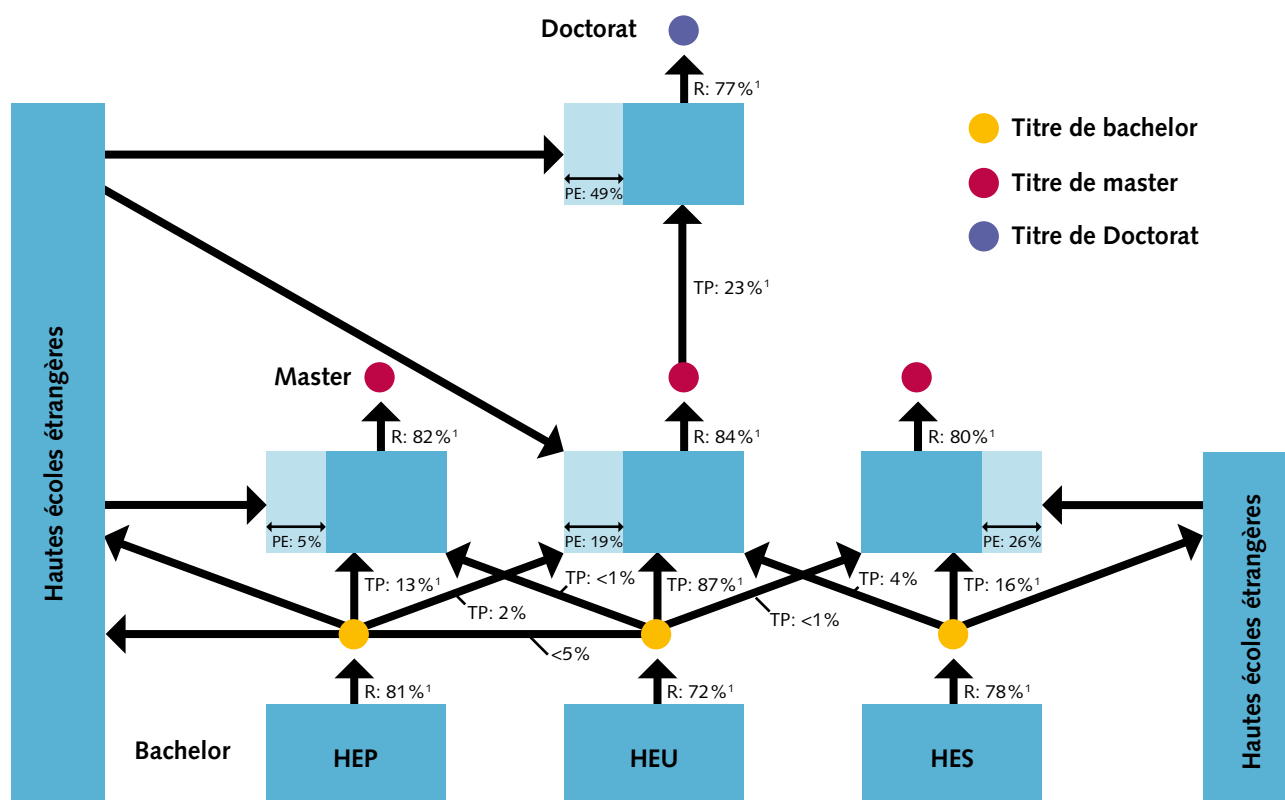 Doctorat
R: 77%¹
Titre de bachelor
Titre de master
Titre de Doctorat
PE: 49%
TP: 23%¹
Hautes écoles étrangères
Master
R: 82%¹
R: 84%¹
R: 80%¹
PE: 5%
PE: 19%
PE: 26%
TP: 13%¹
TP: <1%
TP: 87%¹
TP: 4%
TP: 16%¹
TP: 2%
TP: <1%
<5%
R: 81%¹
R: 72%¹
R: 78%¹
Bachelor
HEP
HEU
HES
Hautes écoles étrangères